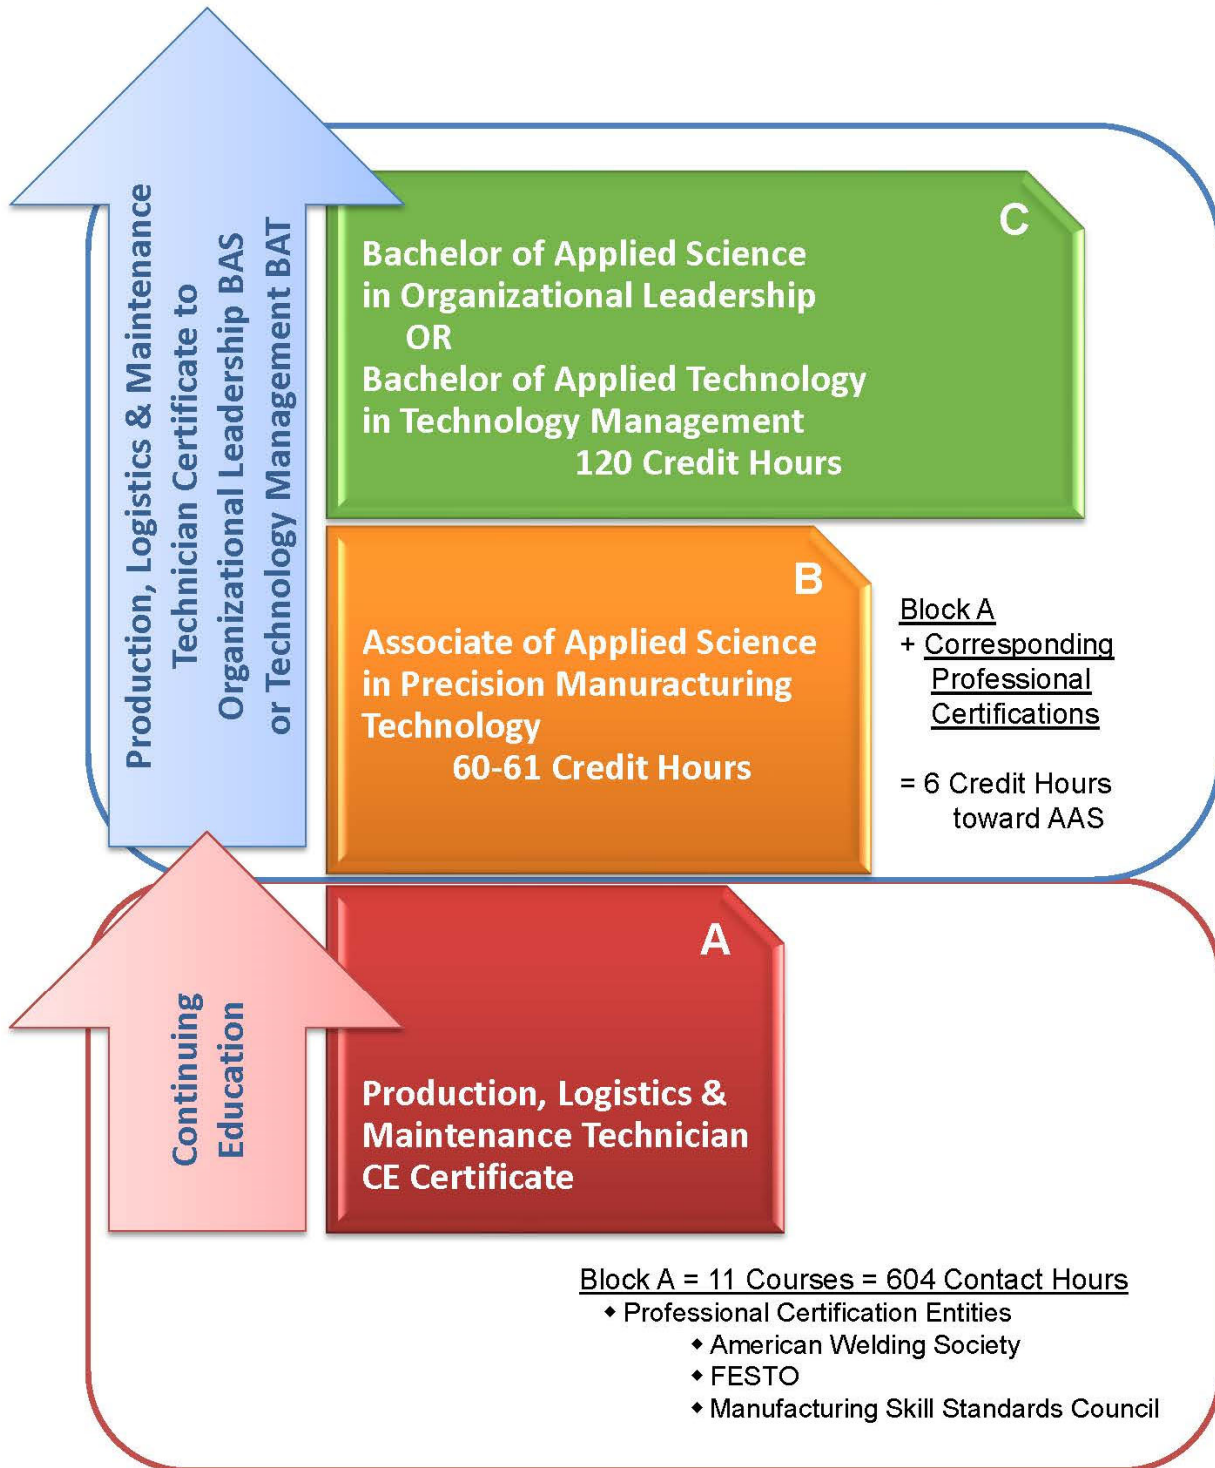 Production, Logistics & Maintenance
Technician Certificate to
Organizational Leadership BAS
or Technology Management BAT
C
Bachelor of Applied Science
in Organizational Leadership
OR
Bachelor of Applied Technology
in Technology Management
120 Credit Hours
B
Associate of Applied Science
in Precision Manuracturing
Technology
60-61 Credit Hours
Block A
+ Corresponding
Professional
Certifications
= 6 Credit Hours
toward AAS
Continuing
Education
A
Production, Logistics &
Maintenance Technician
CE Certificate
Block A = 11 Courses = 604 Contact Hours
◆ Professional Certification Entities
◆ American Welding Society
◆ FESTO
◆ Manufacturing Skill Standards Council